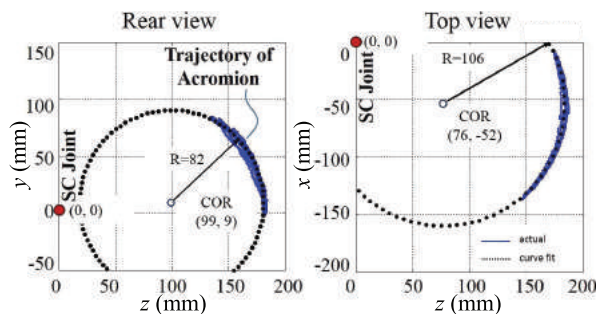 Rear view
Top view
150
100
50
0
-50
y (mm)
SC Joint
(0, 0)
Trajectory of
Acromion
R=82
COR
(99, 9)
0
50
100
150
200
z (mm)
0
-50
-100
-150
-200
x (mm)
SC Joint
(0, 0)
R=106
COR
(76, -52)
actual
curve fit
0
50
100
150
200
z (mm)